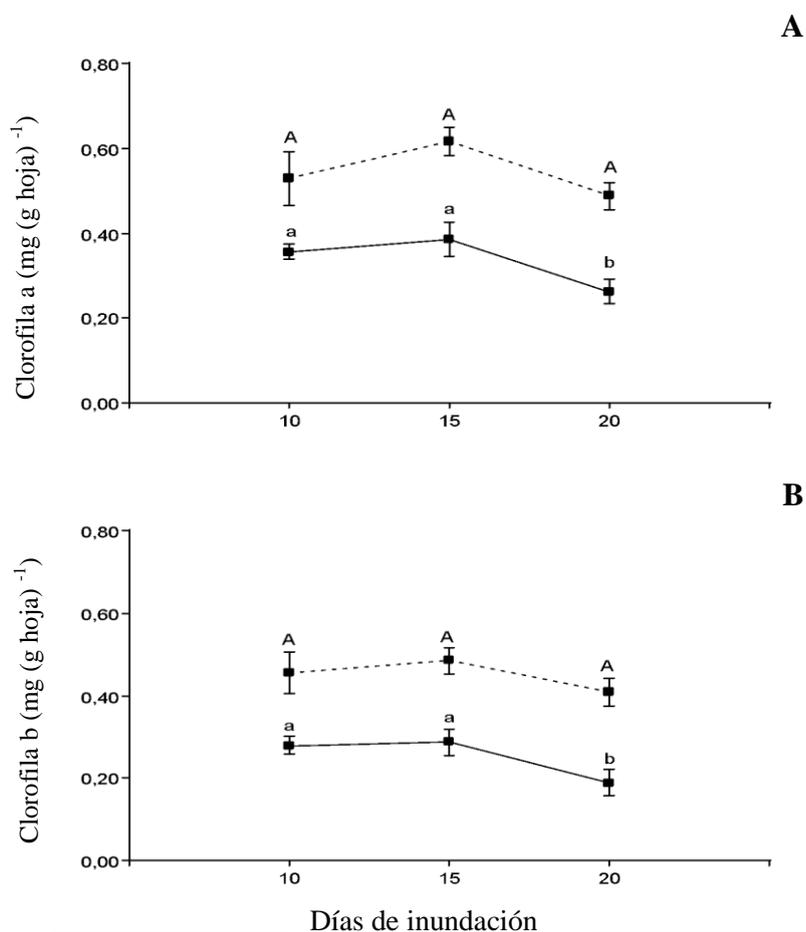 A
Clorofila a (mg (g hoja) -1)
0,80
0,60
0,40
0,20
0,00
A
A
A
a
a
b
10
15
20
B
Clorofila b (mg (g hoja) -1)
0,80
0,60
0,40
0,20
0,00
A
A
A
a
a
b
10
15
20
Días de inundación